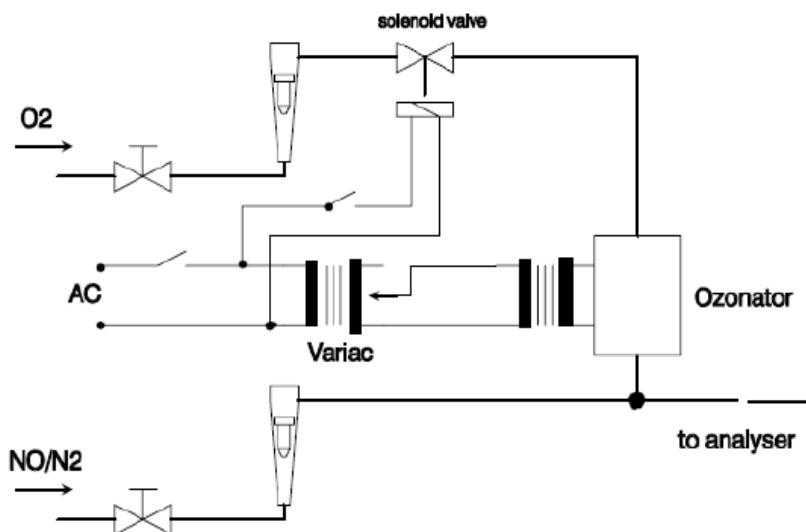 solenoid valve
O2
AC
Ozonator
Variac
to analyser
NO/N2